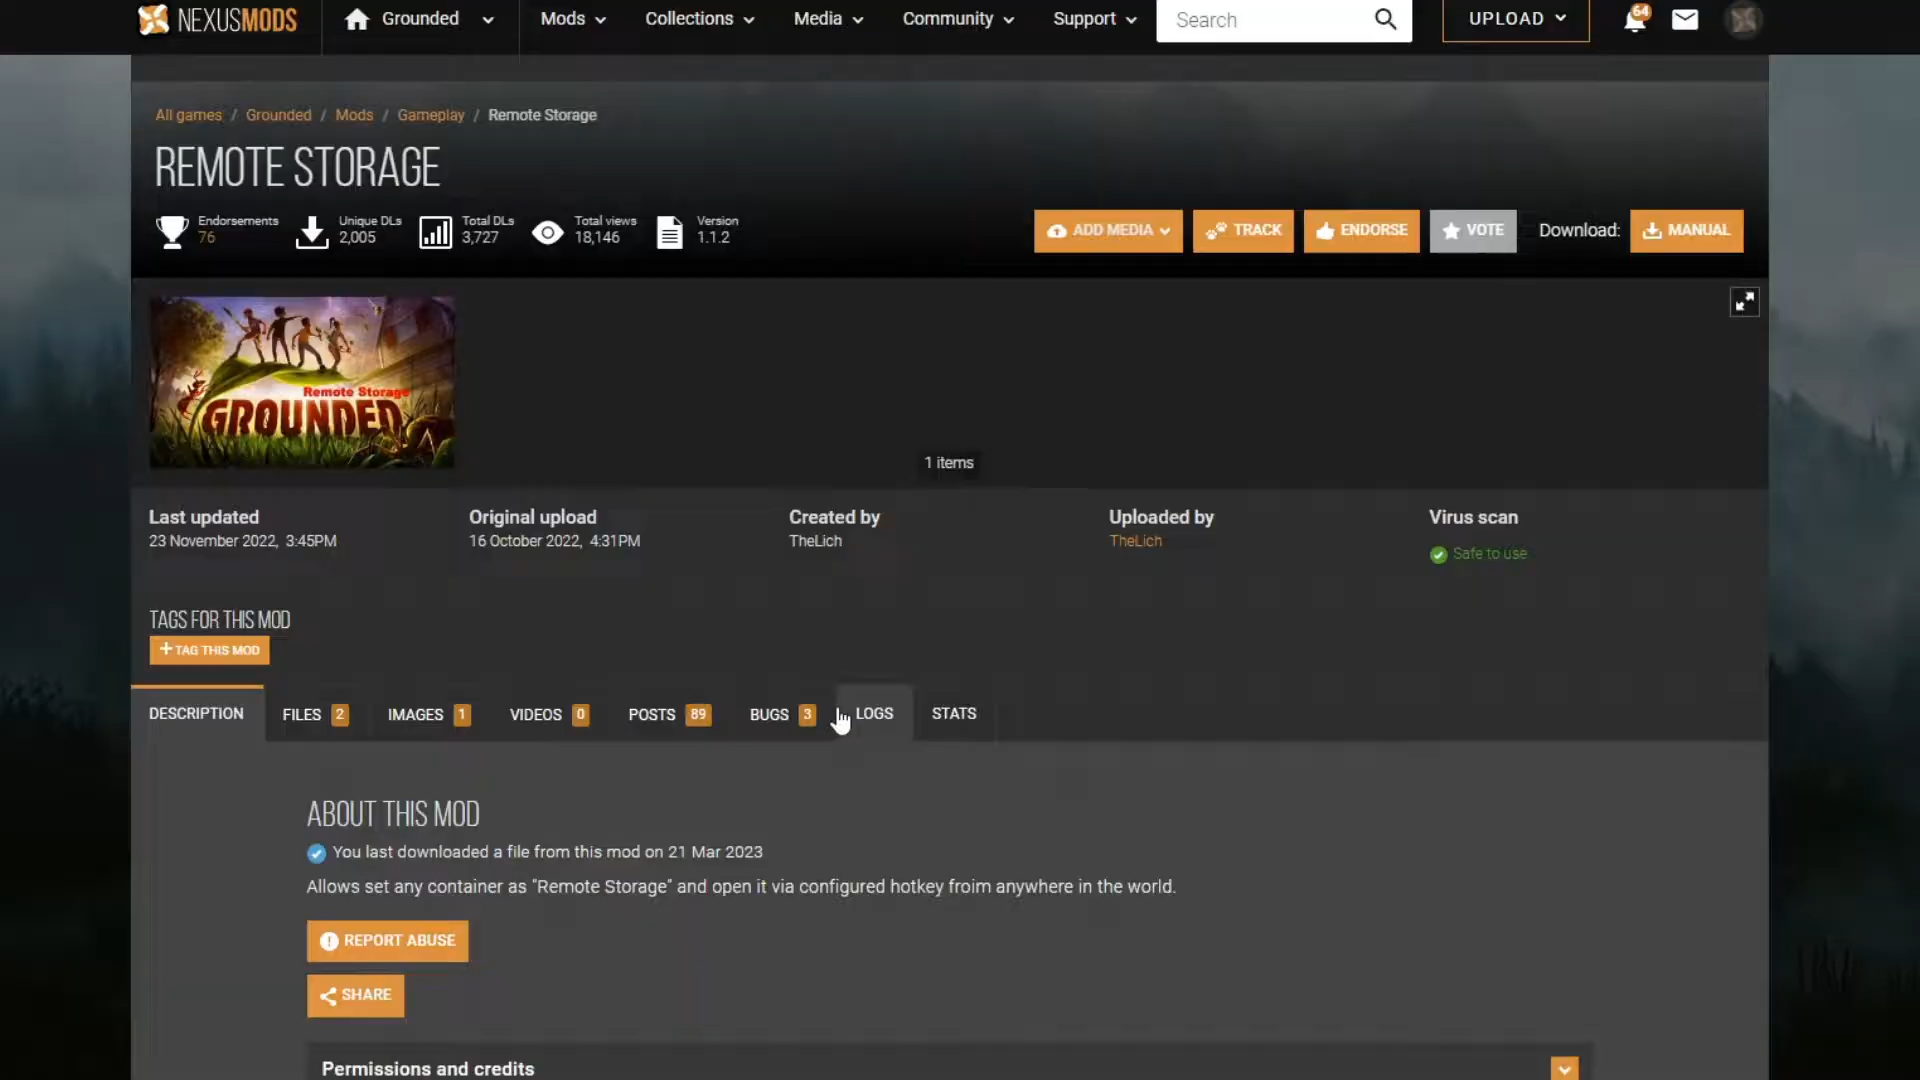 NEXUSMODS
Grounded
Mods
Collections
Media
Community
Support
Search
UPLOAD
64
All games / Grounded / Mods / Gameplay / Remote Storage
REMOTE STORAGE
Endorsements
76
Unique DLs
2,005
Total DLs
3,727
Total views
18,146
Version
1.1.2
ADD MEDIA
TRACK
ENDORSE
VOTE
Download:
MANUAL
Remote Storage
GROUNDED
1 items
Last updated
23 November 2022, 3:45PM
Original upload
16 October 2022, 4:31PM
Created by
TheLich
Uploaded by
TheLich
Virus scan
Safe to use
TAGS FOR THIS MOD
+ TAG THIS MOD
DESCRIPTION
FILES 2
IMAGES 1
VIDEOS 0
POSTS 89
BUGS 3
LOGS
STATS
ABOUT THIS MOD
You last downloaded a file from this mod on 21 Mar 2023
Allows set any container as "Remote Storage" and open it via configured hotkey froim anywhere in the world.
REPORT ABUSE
SHARE
Permissions and credits